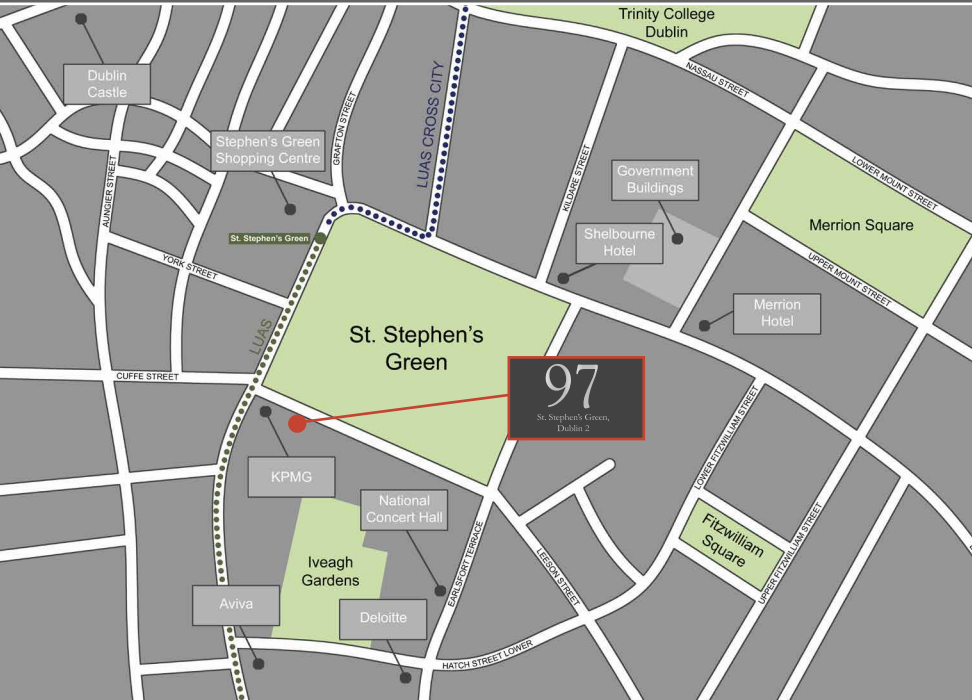 Trinity College
Dublin
Dublin
Castle
NASSAU STREET
LUAS CROSS CITY
GRAFTON STREET
Stephen's Green
Shopping Centre
KILDARE STREET
LOWER MOUNT STREET
Government
Buildings
AUNGIER STREET
Merrion Square
St. Stephen's Green
Shelbourne
Hotel
YORK STREET
UPPER MOUNT STREET
Merrion
Hotel
LUAS
St. Stephen's
Green
CUFFE STREET
97
St. Stephen's Green,
Dublin 2
LOWER FITZWILLIAM STREET
KPMG
National
Concert Hall
Fitzwilliam
Square
UPPER FITZWILLIAM STREET
EARLSFORT TERRACE
LEESON STREET
Iveagh
Gardens
Aviva
Deloitte
HATCH STREET LOWER